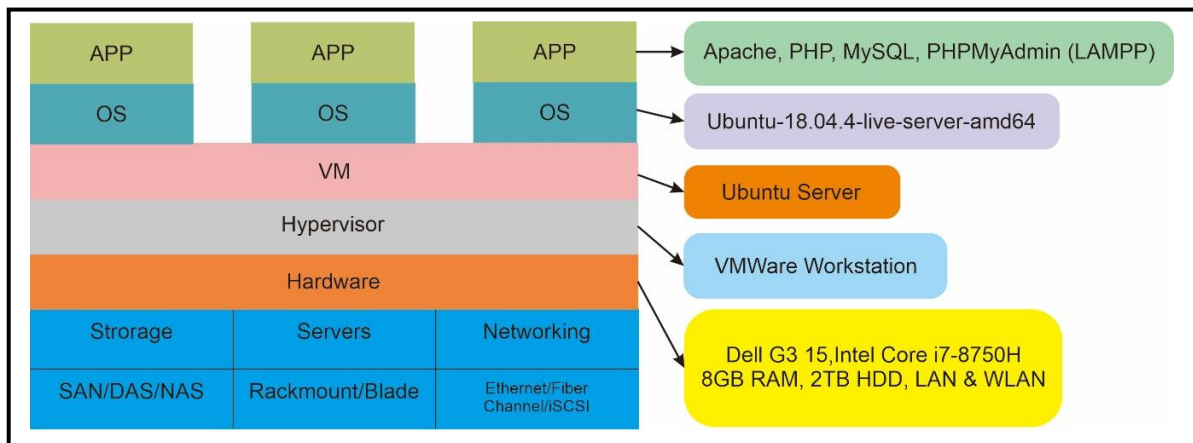 APP
APP
APP
Apache, PHP, MySQL, PHPMyAdmin (LAMPP)
OS
OS
OS
Ubuntu-18.04.4-live-server-amd64
VM
Ubuntu Server
Hypervisor
VMWare Workstation
Hardware
Strorage
Servers
Networking
SAN/DAS/NAS
Rackmount/Blade
Ethernet/Fiber
Channel/iSCSI
Dell G3 15,Intel Core i7-8750H
8GB RAM, 2TB HDD, LAN & WLAN